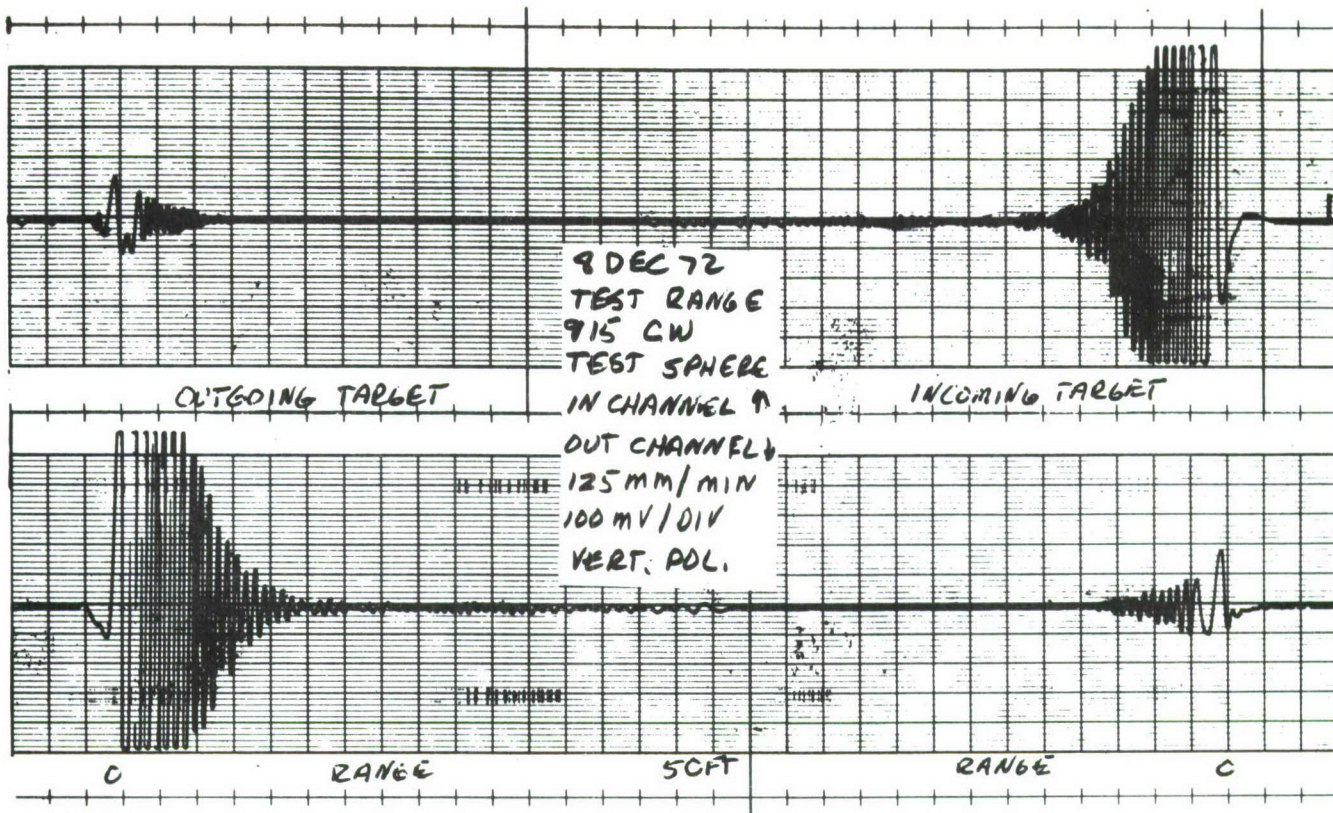 8 DEC 72
TEST RANGE
915 CW
TEST SPHERE
IN CHANNEL ↑
OUT CHANNEL ↓
125 mm/MIN
100 mV/DIV
VERT. POL.
OUTGOING TARGET
INCOMING TARGET
0 RANGE 50FT RANGE 0